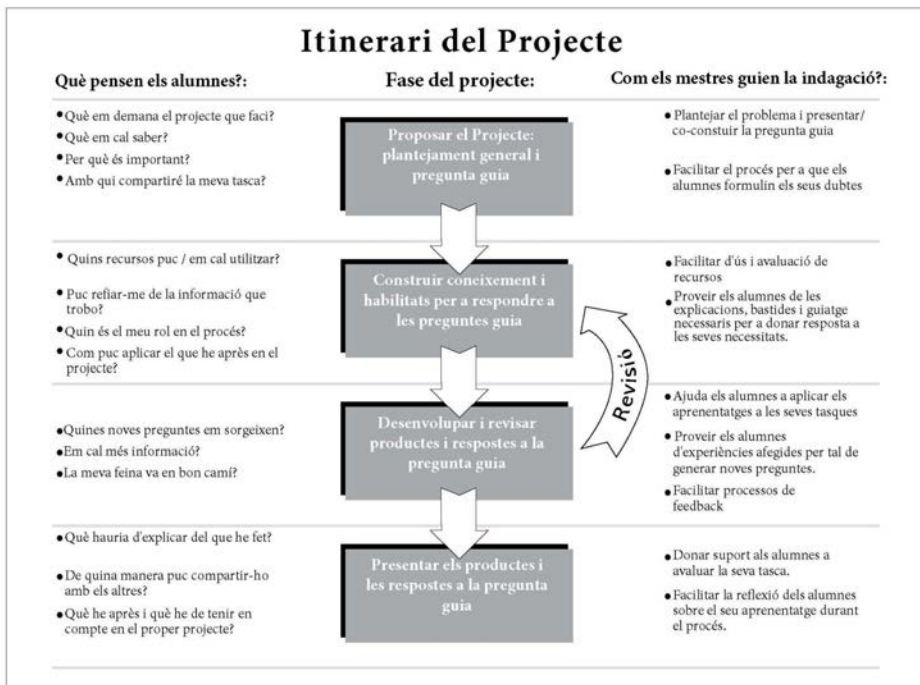 Itinerari del Projecte
Què pensen els alumnes?:
Fase del projecte:
Com els mestres guien la indagació?:
• Què em demana el projecte que faci?
• Què em cal saber?
• Per què és important?
• Amb qui compartiré la meva tasca?
Proposar el Projecte:
plantejament general i
pregunta guia
• Plantejar el problema i presentar/
co-constuir la pregunta guia
• Facilitar el procés per a que els
alumnes formulin els seus dubtes
• Quins recursos puc / em cal utilitzar?
• Puc refiar-me de la informació que
trobo?
• Quin és el meu rol en el procés?
• Com puc aplicar el que he après en el
projecte?
Construir coneixement i
habilitats per a respondre a
les preguntes guia
• Facilitar d'ús i avaluació de
recursos
• Proveir els alumnes de les
explicacions, bastides i guiatge
necessaris per a donar resposta a
les seves necessitats.
Revisió
• Quines noves preguntes em sorgeixen?
• Em cal més informació?
• La meva feina va en bon camí?
Desenvolupar i revisar
productes i respostes a la
pregunta guia
• Ajuda els alumnes a aplicar els
aprenentatges a les seves tasques
• Proveir els alumnes
d'experiències afegides per tal de
generar noves preguntes.
• Facilitar processos de
feedback
• Què hauria d'explicar del que he fet?
• De quina manera puc compartir-ho
amb els altres?
• Què he après i què he de tenir en
compte en el proper projecte?
Presentar els productes i
les respostes a la pregunta
guia
• Donar suport als alumnes a
avaluar la seva tasca.
• Facilitar la reflexió dels alumnes
sobre el seu aprenentatge durant
el procés.